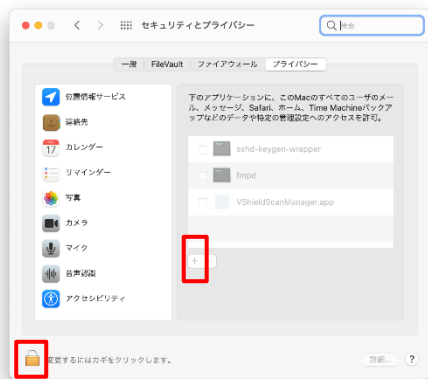 セキュリティとプライバシー
検索
一般 FileVault ファイアウォール プライバシー
位置情報サービス
連絡先
17 カレンダー
リマインダー
写真
カメラ
マイク
音声認識
アクセシビリティ
下のアプリケーションに、このMacのすべてのユーザのメー
ル、メッセージ、Safari、ホーム、Time Machineバックア
ップなどのデータや特定の管理設定へのアクセスを許可。
sshd-keygen-wrapper
fmpd
VShieldScanManager.app
変更するにはカギをクリックします。
詳細... ?